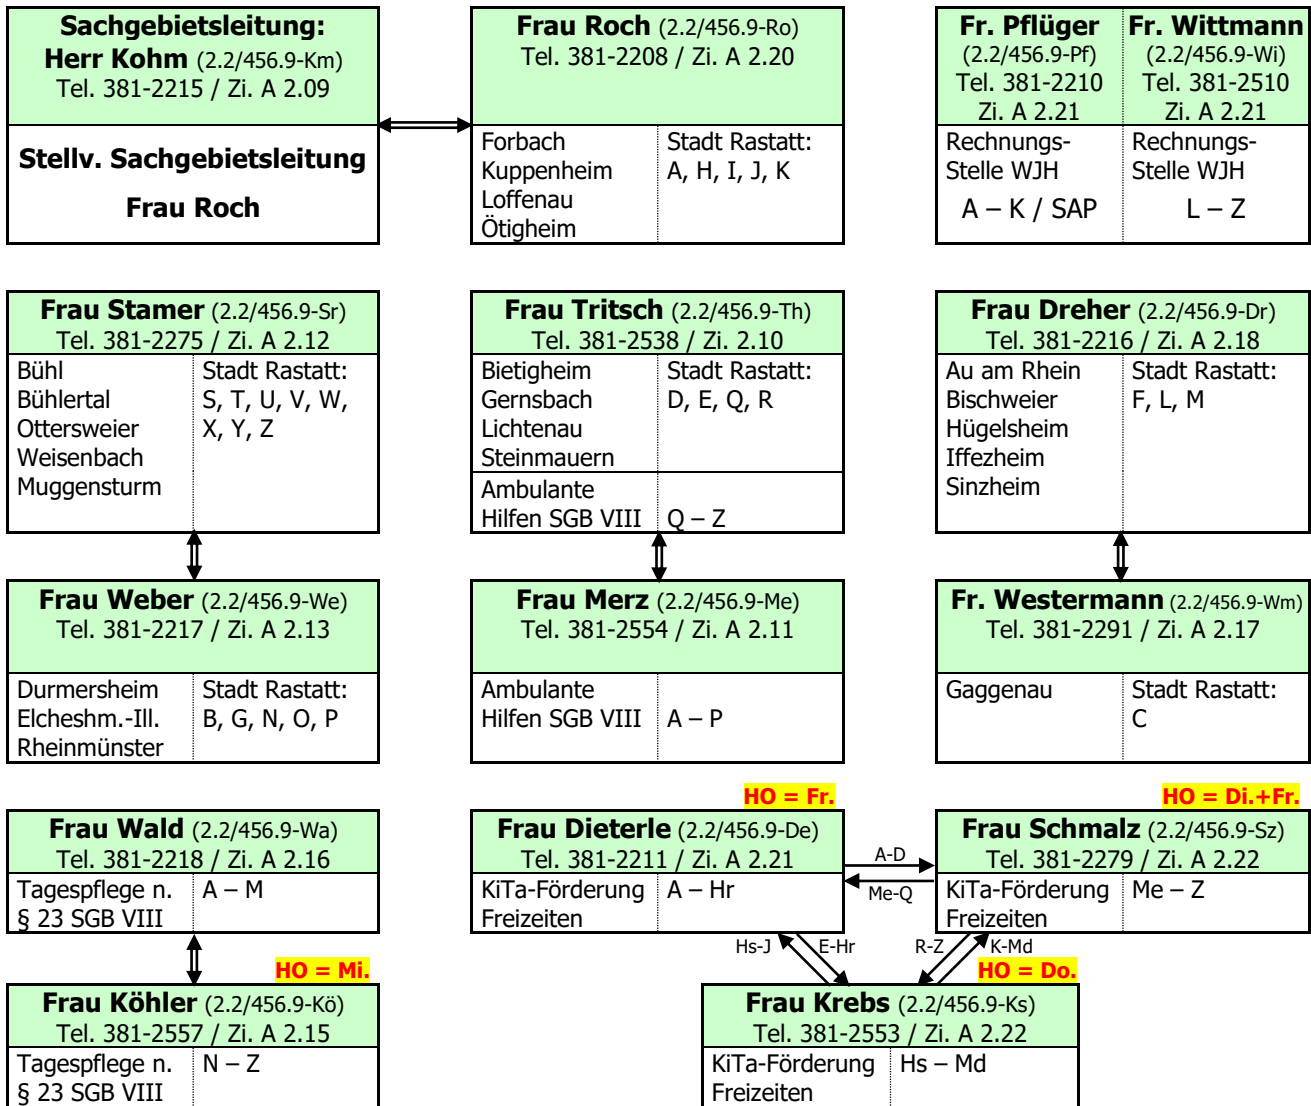 Sachgebietsleitung:
Herr Kohm (2.2/456.9-Km)
Tel. 381-2215 / Zi. A 2.09
Stellv. Sachgebietsleitung
Frau Roch
Frau Roch (2.2/456.9-Ro)
Tel. 381-2208 / Zi. A 2.20
Forbach
Kuppenheim
Loffenau
Ötigheim
Stadt Rastatt:
A, H, I, J, K
Fr. Pflüger
(2.2/456.9-Pf)
Tel. 381-2210
Zi. A 2.21
Rechnungs-
Stelle WJH
A – K / SAP
Fr. Wittmann
(2.2/456.9-Wi)
Tel. 381-2510
Zi. A 2.21
Rechnungs-
Stelle WJH
L – Z
Frau Stamer (2.2/456.9-Sr)
Tel. 381-2275 / Zi. A 2.12
Bühl
Bühlertal
Ottersweier
Weisenbach
Muggensturm
Stadt Rastatt:
S, T, U, V, W,
X, Y, Z
Frau Tritsch (2.2/456.9-Th)
Tel. 381-2538 / Zi. 2.10
Bietigheim
Gernsbach
Lichtenau
Steinmauern
Stadt Rastatt:
D, E, Q, R
Ambulante
Hilfen SGB VIII
Q – Z
Frau Dreher (2.2/456.9-Dr)
Tel. 381-2216 / Zi. A 2.18
Au am Rhein
Bischweier
Hügelsheim
Iffezheim
Sinzheim
Stadt Rastatt:
F, L, M
Frau Weber (2.2/456.9-We)
Tel. 381-2217 / Zi. A 2.13
Durmersheim
Elcheshm.-Ill.
Rheinmünster
Stadt Rastatt:
B, G, N, O, P
Frau Merz (2.2/456.9-Me)
Tel. 381-2554 / Zi. A 2.11
Ambulante
Hilfen SGB VIII
A – P
Fr. Westermann (2.2/456.9-Wm)
Tel. 381-2291 / Zi. A 2.17
Gaggenau
Stadt Rastatt:
C
Frau Wald (2.2/456.9-Wa)
Tel. 381-2218 / Zi. A 2.16
Tagespflege n.
§ 23 SGB VIII
A – M
HO = Fr.
Frau Dieterle (2.2/456.9-De)
Tel. 381-2211 / Zi. A 2.21
KiTa-Förderung
Freizeiten
A – Hr
A-D
Me-Q
HO = Di.+Fr.
Frau Schmalz (2.2/456.9-Sz)
Tel. 381-2279 / Zi. A 2.22
KiTa-Förderung
Freizeiten
Me – Z
Hs-J
E-Hr
R-Z
K-Md
HO = Mi.
Frau Köhler (2.2/456.9-Kö)
Tel. 381-2557 / Zi. A 2.15
Tagespflege n.
§ 23 SGB VIII
N – Z
HO = Do.
Frau Krebs (2.2/456.9-Ks)
Tel. 381-2553 / Zi. A 2.22
KiTa-Förderung
Freizeiten
Hs – Md